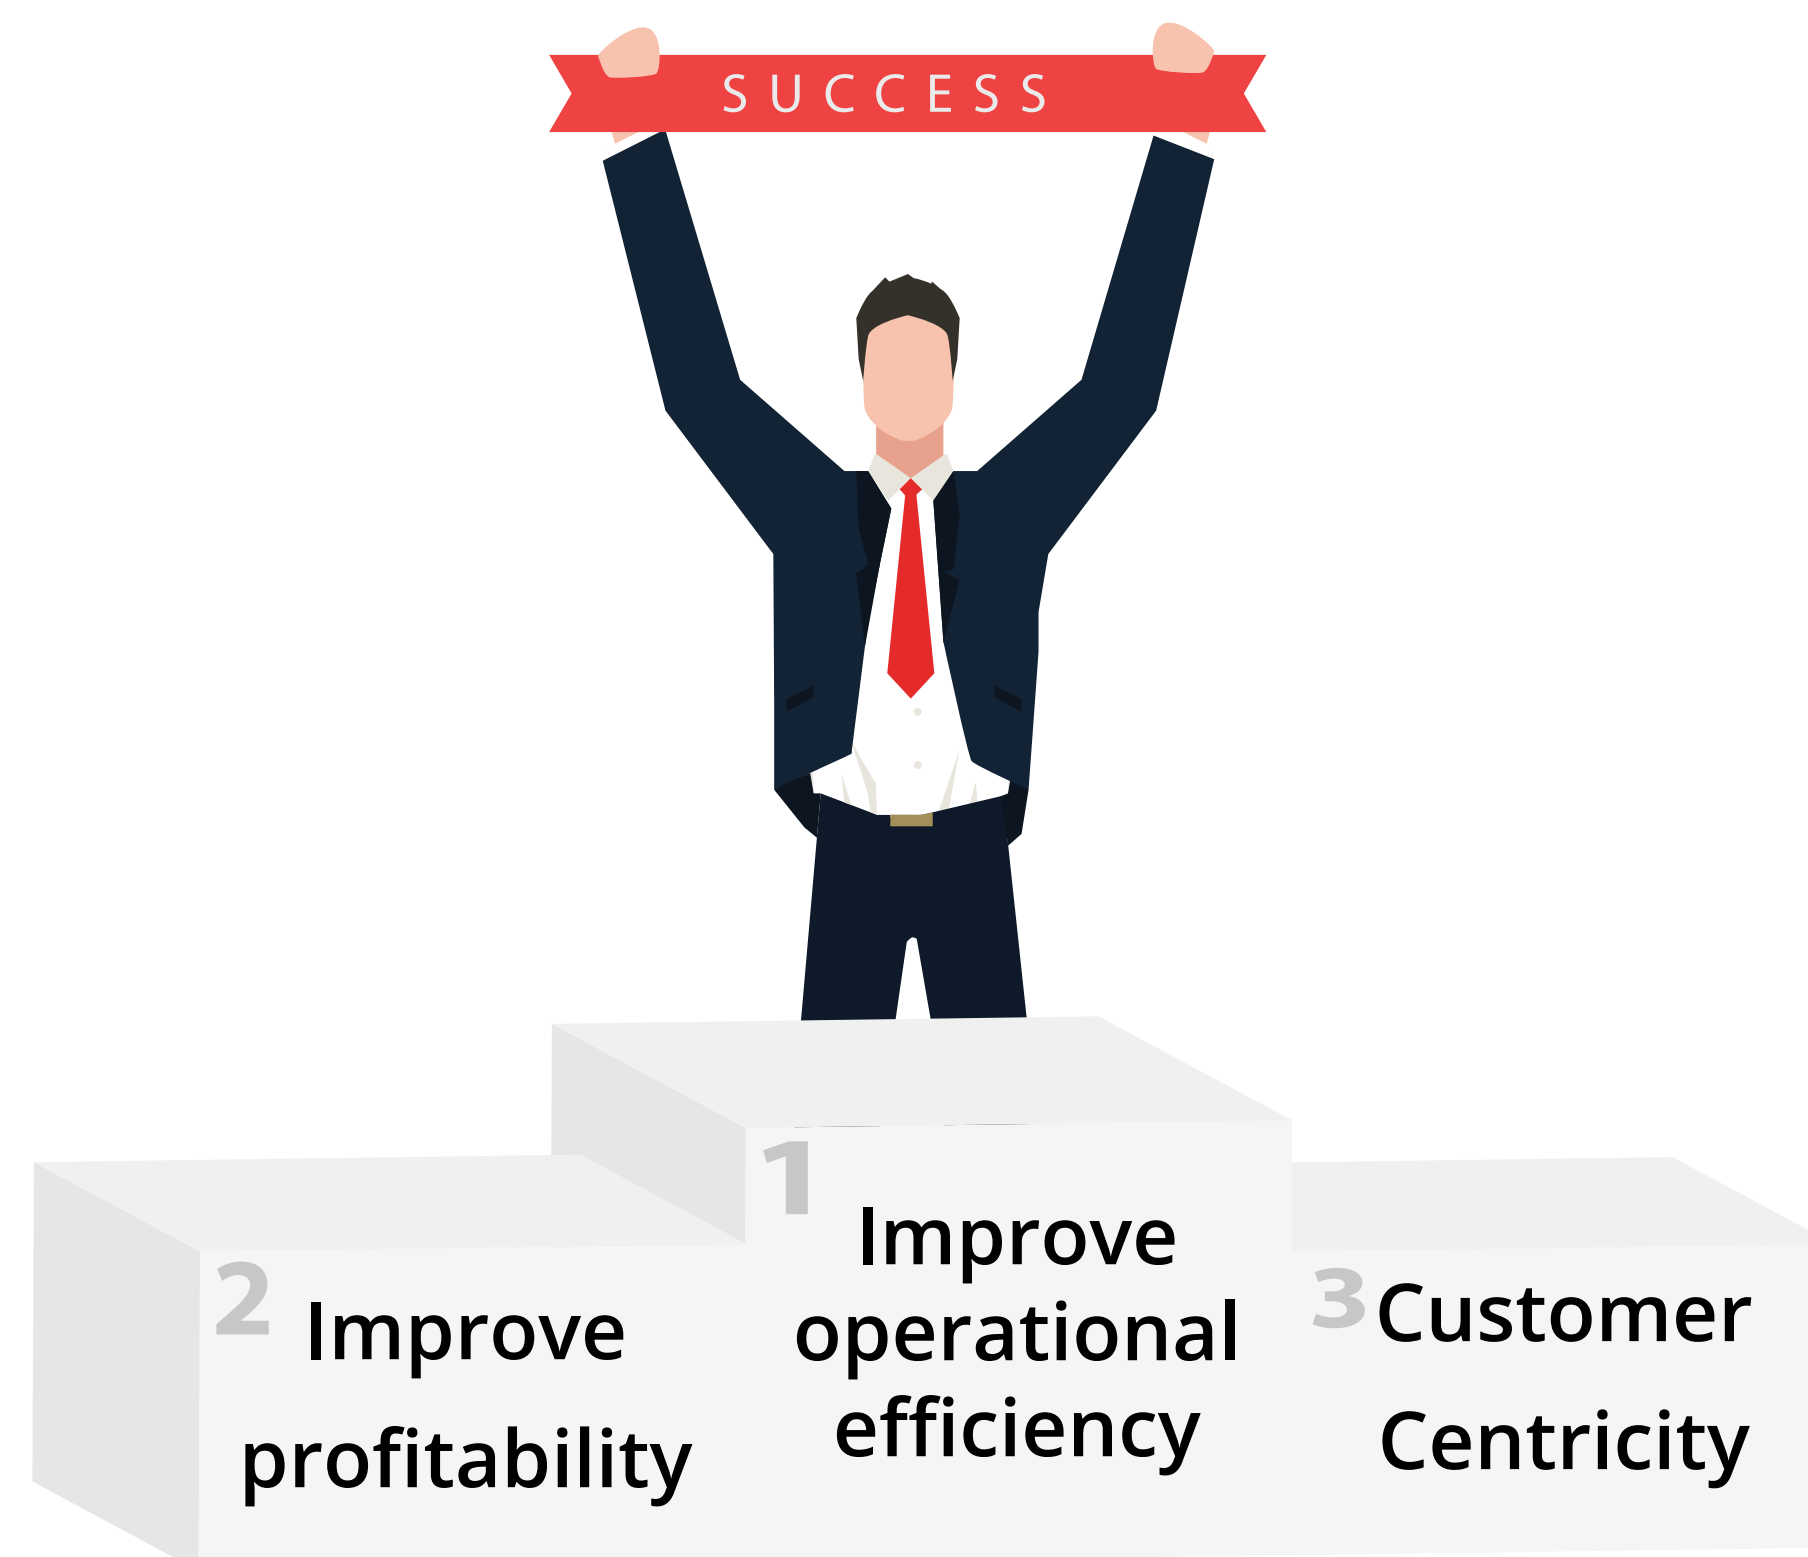 SUCCESS
1
Improve
operational
efficiency
2
Improve
profitability
3
Customer
Centricity